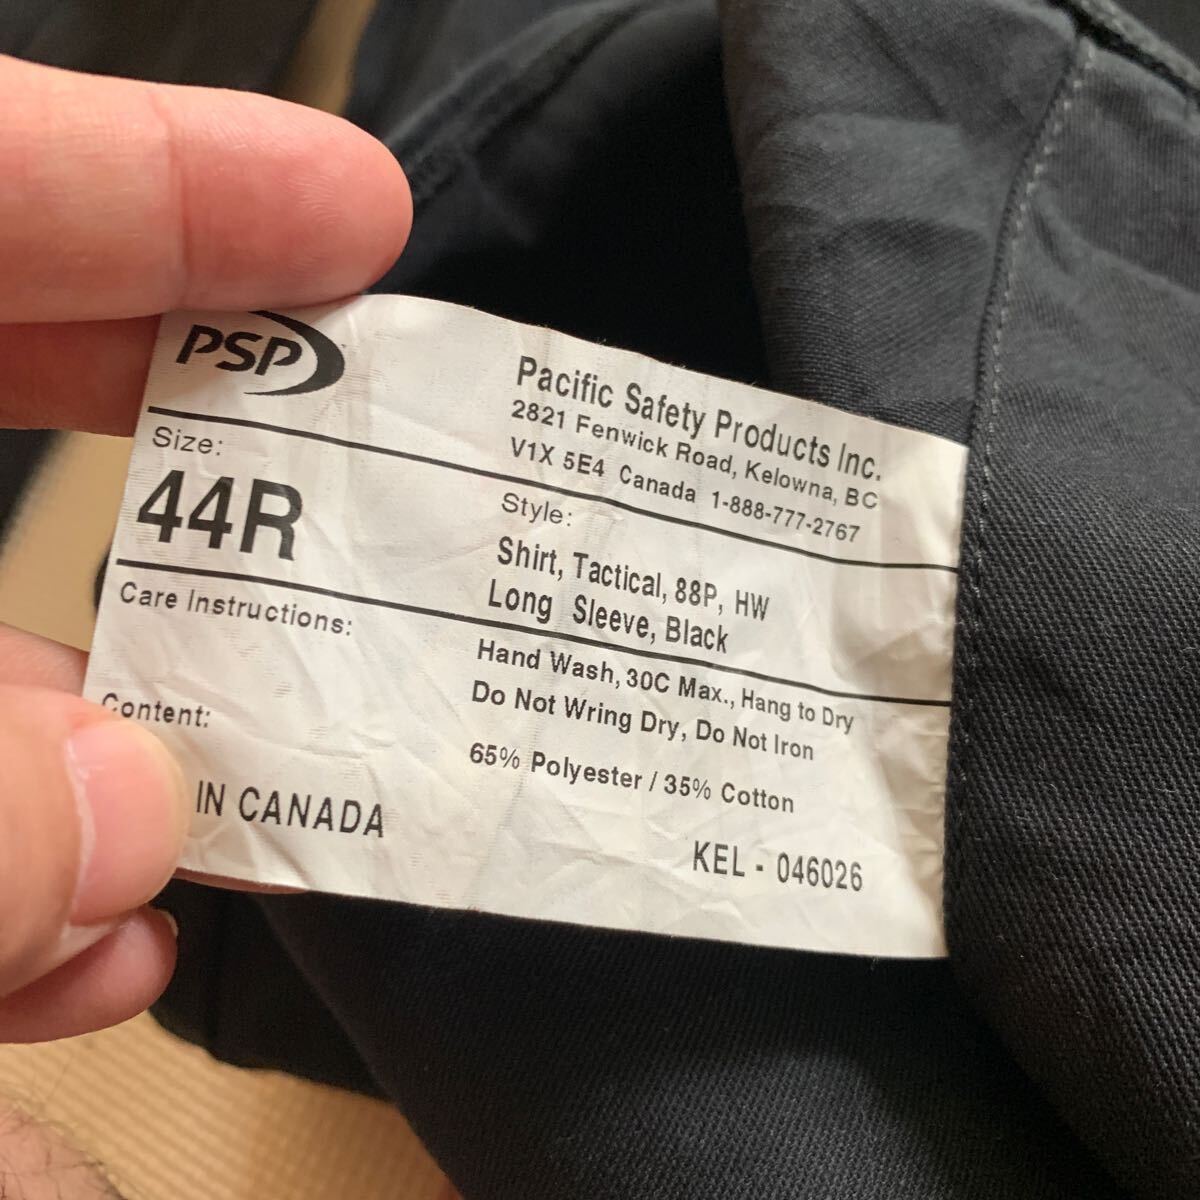 PSP
Pacific Safety Products Inc.
2821 Fenwick Road, Kelowna, BC
V1X 5E4 Canada 1-888-777-2767
Size:
44R
Style:
Shirt, Tactical, 88P, HW
Long Sleeve, Black
Care Instructions:
Hand Wash, 30C Max., Hang to Dry
Do Not Wring Dry, Do Not Iron
Content:
65% Polyester / 35% Cotton
IN CANADA
KEL - 046026